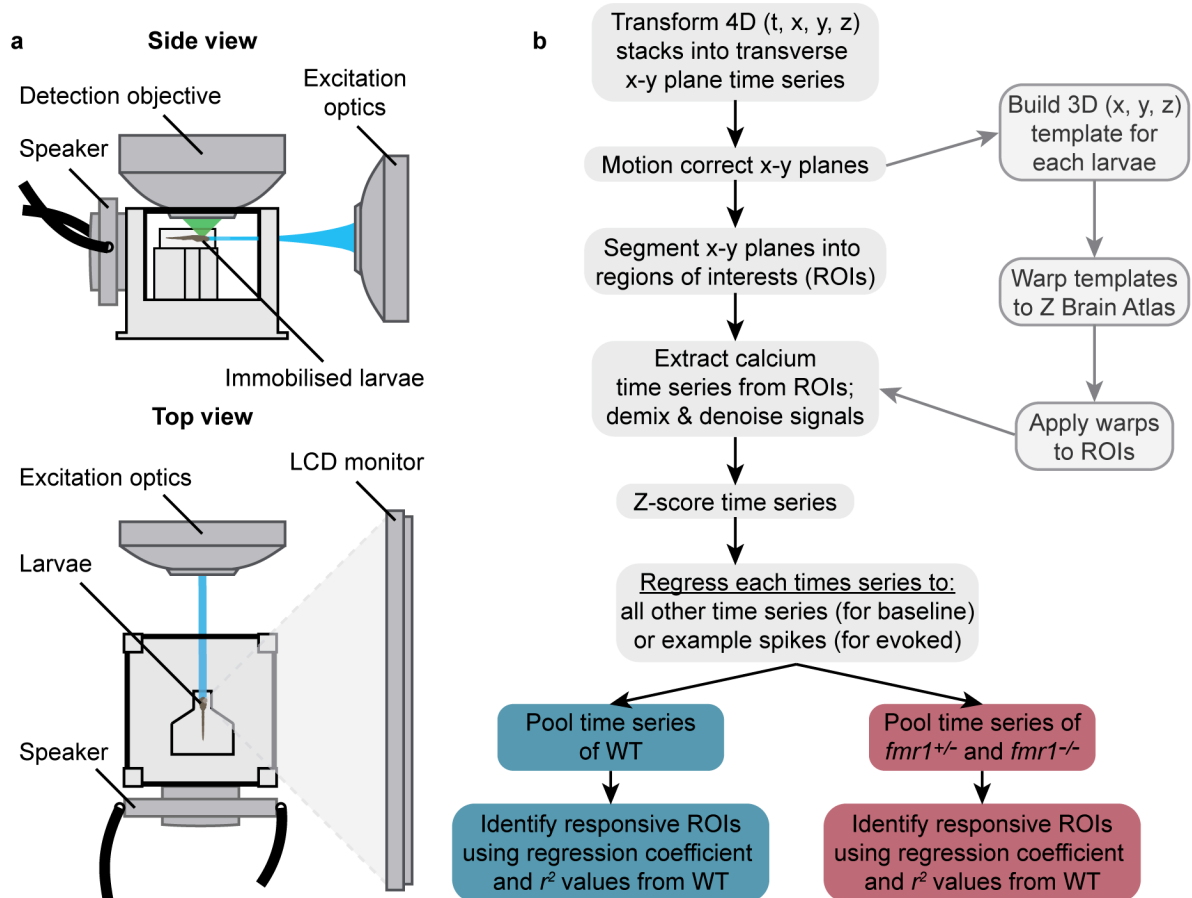 a
Side view
Detection objective
Excitation
optics
Speaker
Immobilised larvae
Top view
LCD monitor
Excitation optics
Larvae
Speaker
b
Transform 4D (t, x, y, z)
stacks into transverse
x-y plane time series
Motion correct x-y planes
Segment x-y planes into
regions of interests (ROIs)
Extract calcium
time series from ROIs;
demix & denoise signals
Z-score time series
Regress each times series to:
all other time series (for baseline)
or example spikes (for evoked)
Build 3D (x, y, z)
template for
each larvae
Warp templates
to Z Brain Atlas
Apply warps
to ROIs
Pool time series
of WT
Identify responsive ROIs
using regression coefficient
and r² values from WT
Pool time series of
fmr1+/- and fmr1-/-
Identify responsive ROIs
using regression coefficient
and r² values from WT